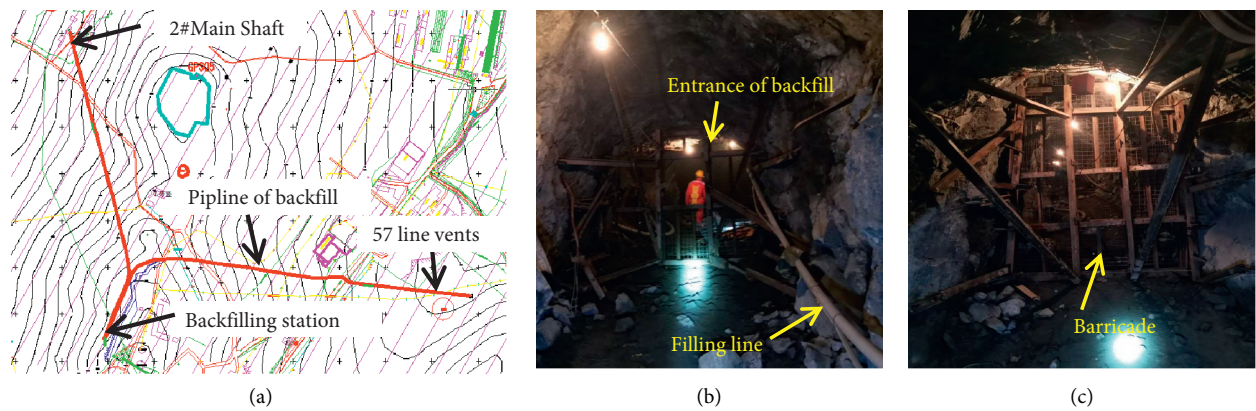 2#Main Shaft
GPS05
Pipline of backfill
57 line vents
Backfilling station
Entrance of backfill
Filling line
Barricade
(a)
(b)
(c)